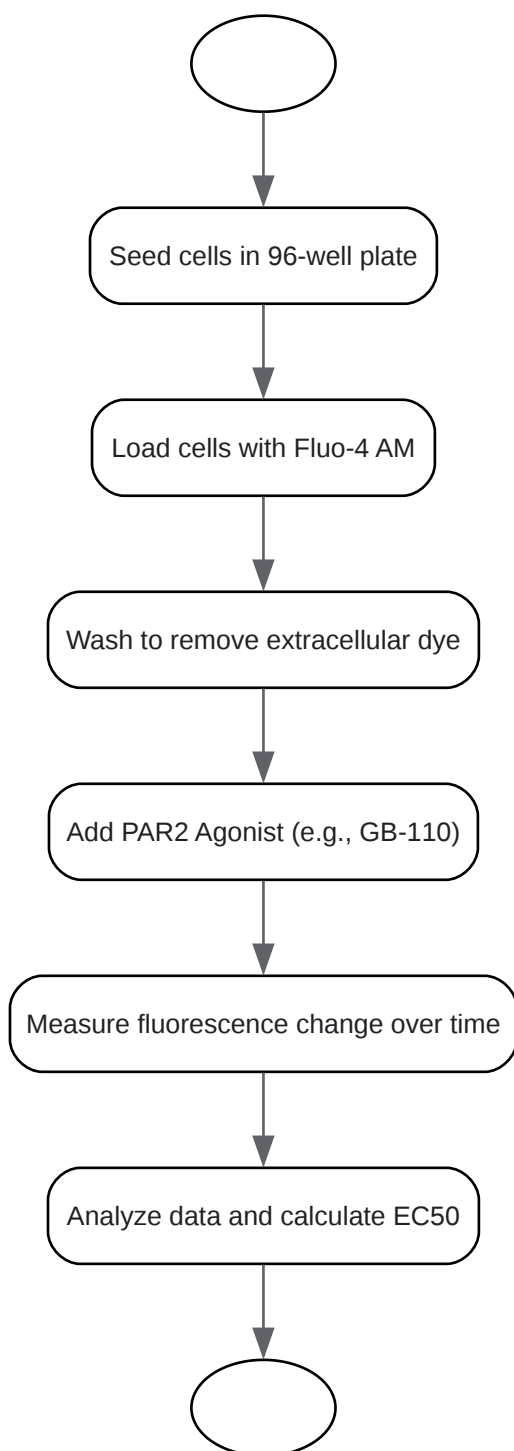 Seed cells in 96-well plate
Load cells with Fluo-4 AM
Wash to remove extracellular dye
Add PAR2 Agonist (e.g., GB-110)
Measure fluorescence change over time
Analyze data and calculate EC50